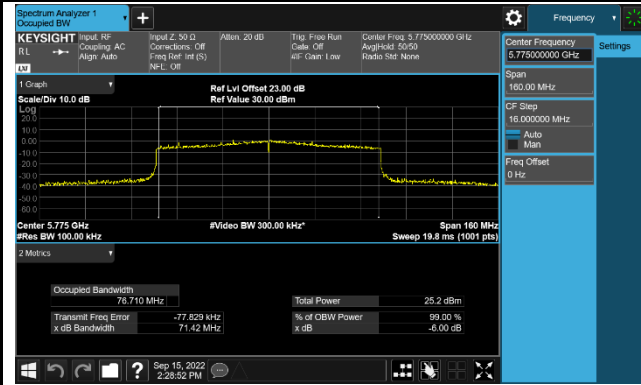 Spectrum Analyzer 1
Occupied BW
+
Frequency
KEYSIGHT
RL
Input: RF
Coupling: AC
Align: Auto
Input Z: 50 Ω
Corrections: Off
Freq Ref: Int (S)
NFE: Off
Atten: 20 dB
Trig: Free Run
Gate: Off
#IF Gain: Low
Center Freq: 5.775000000 GHz
Avg|Hold: 50/50
Radio Std: None
LXI
Center Frequency
5.775000000 GHz
Settings
Span
160.00 MHz
CF Step
16.000000 MHz
Auto
Man
Freq Offset
0 Hz
1 Graph
Scale/Div 10.0 dB
Ref Lvl Offset 23.00 dB
Ref Value 30.00 dBm
Log
20.0
10.0
0.00
-10.0
-20.0
-30.0
-40.0
-50.0
-60.0
Center 5.775 GHz
#Res BW 100.00 kHz
#Video BW 300.00 kHz*
Span 160 MHz
Sweep 19.8 ms (1001 pts)
2 Metrics
Occupied Bandwidth
76.710 MHz
Total Power 25.2 dBm
Transmit Freq Error -77.829 kHz
% of OBW Power 99.00 %
x dB Bandwidth 71.42 MHz
x dB -6.00 dB
?
Sep 15, 2022
2:28:52 PM